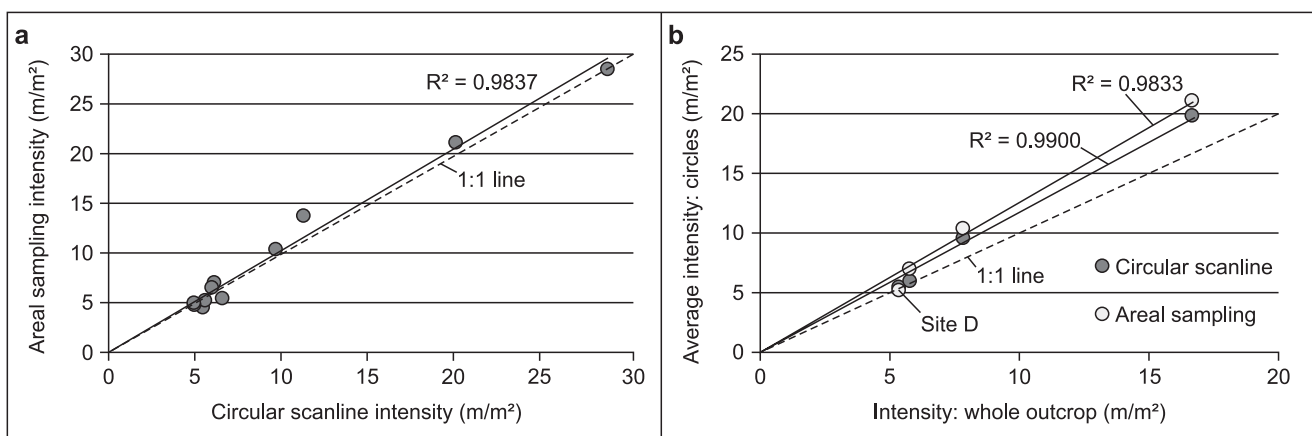 a
30
25
20
15
10
5
0
Areal sampling intensity (m/m²)
R² = 0.9837
1:1 line
0 5 10 15 20 25 30
Circular scanline intensity (m/m²)
b
25
20
15
10
5
0
Average intensity: circles (m/m²)
R² = 0.9833
R² = 0.9900
1:1 line
Site D
Circular scanline
Areal sampling
0 5 10 15 20
Intensity: whole outcrop (m/m²)